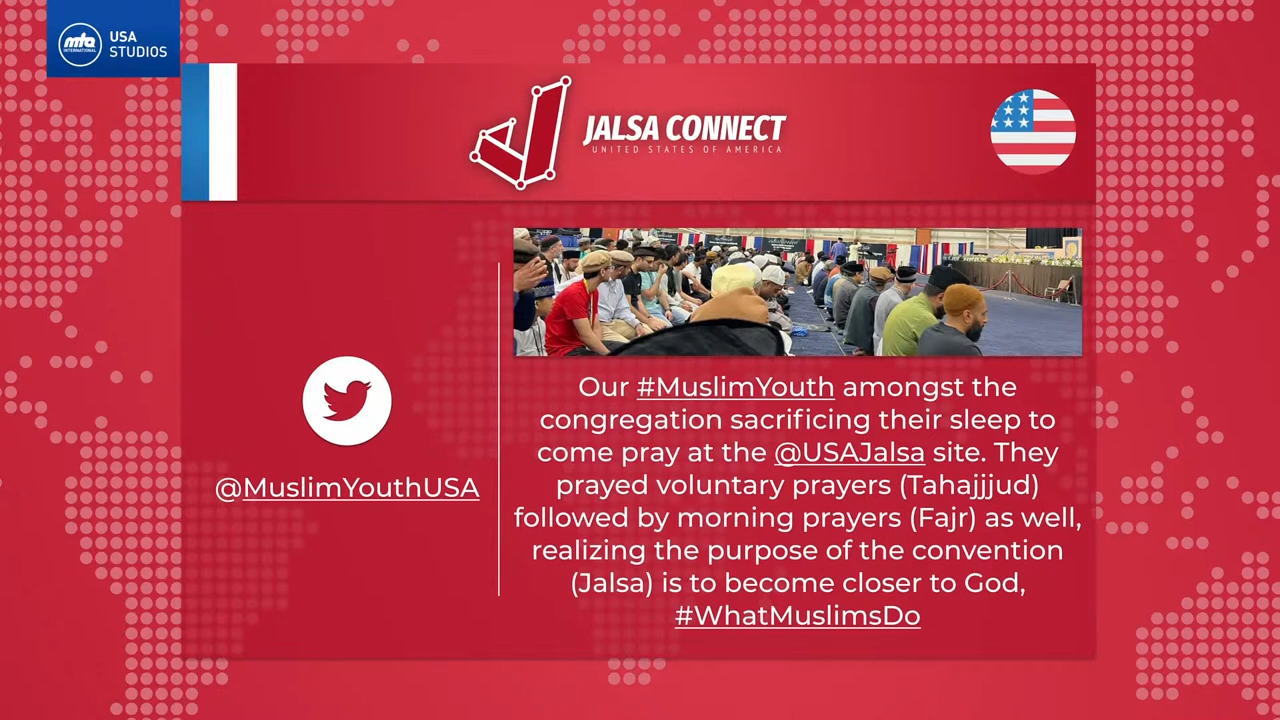 mta
INTERNATIONAL
USA
STUDIOS
JALSA CONNECT
UNITED STATES OF AMERICA
Our #MuslimYouth amongst the
congregation sacrificing their sleep to
come pray at the @USAJalsa site. They
prayed voluntary prayers (Tahajjjud)
followed by morning prayers (Fajr) as well,
realizing the purpose of the convention
(Jalsa) is to become closer to God,
#WhatMuslimsDo
@MuslimYouthUSA